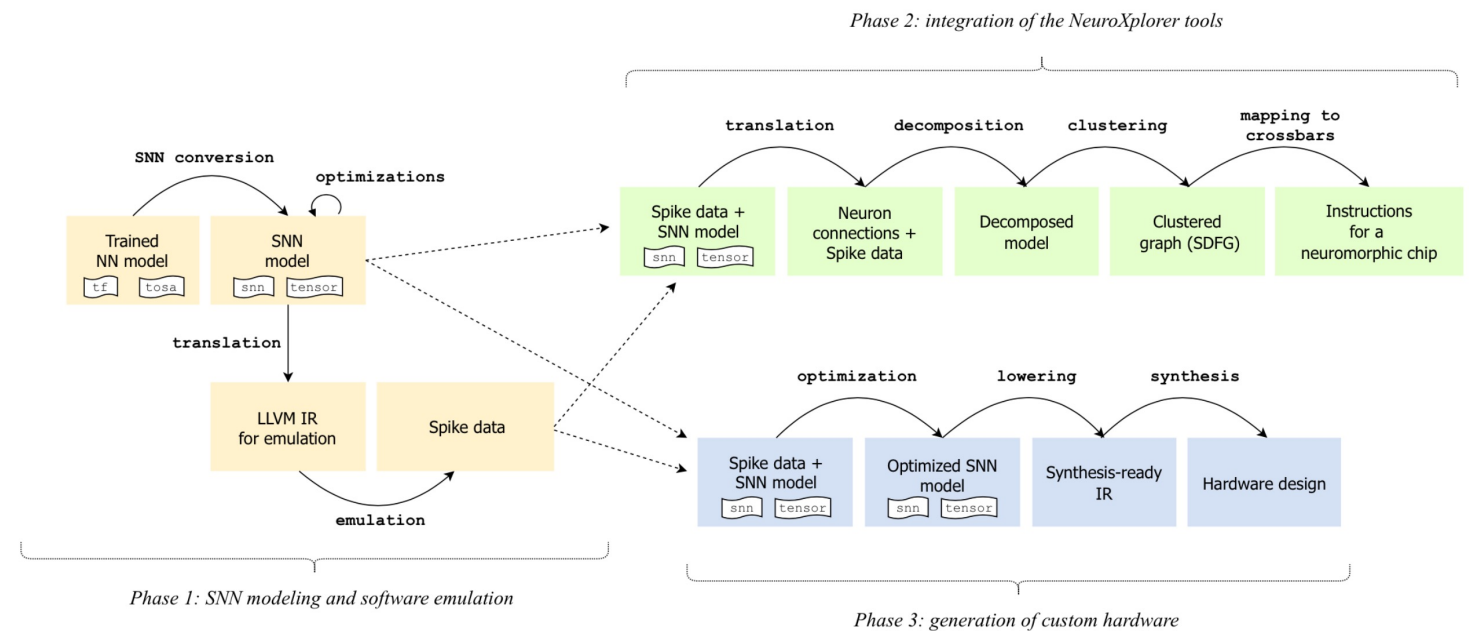 Phase 2: integration of the NeuroXplorer tools
translation
decomposition
clustering
mapping to
crossbars
SNN conversion
optimizations
Trained
NN model
tf
tosa
SNN
model
snn
tensor
Spike data +
SNN model
snn
tensor
Neuron
connections +
Spike data
Decomposed
model
Clustered
graph (SDFG)
Instructions
for a
neuromorphic chip
translation
LLVM IR
for emulation
Spike data
emulation
Phase 1: SNN modeling and software emulation
optimization
lowering
synthesis
Spike data +
SNN model
snn
tensor
Optimized SNN
model
snn
tensor
Synthesis-ready
IR
Hardware design
Phase 3: generation of custom hardware